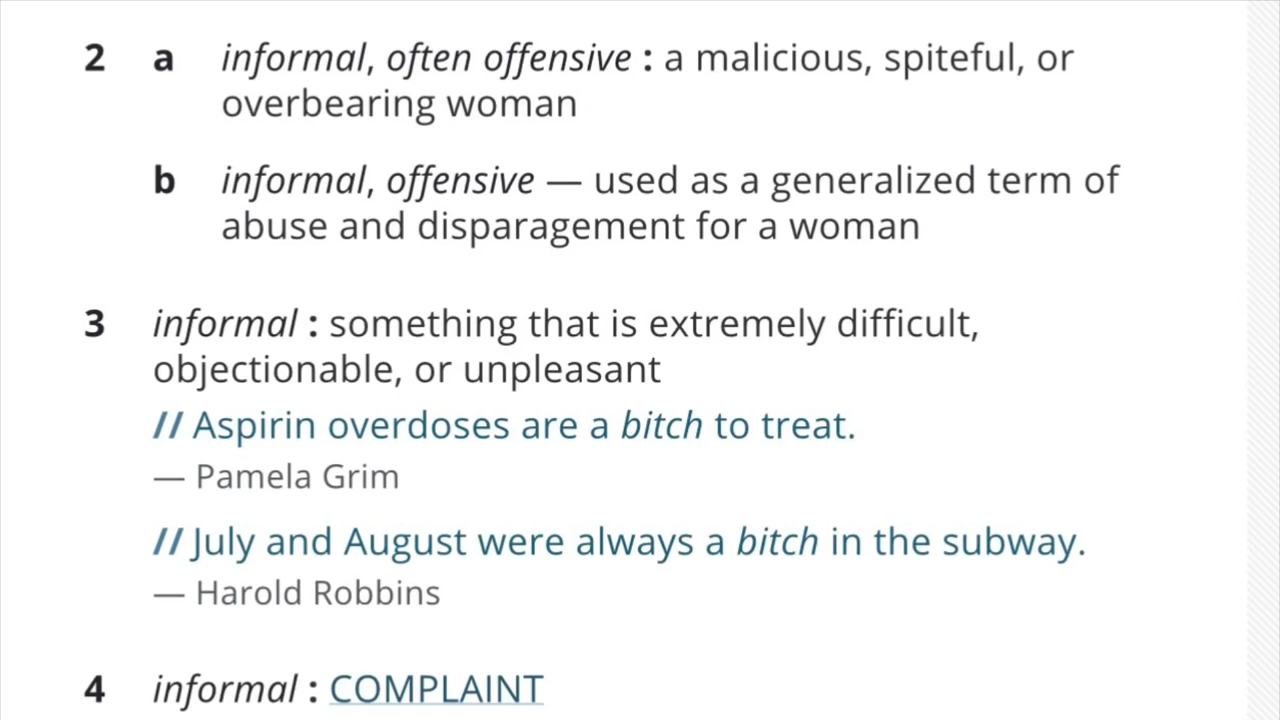 2 a informal, often offensive : a malicious, spiteful, or
overbearing woman
b informal, offensive — used as a generalized term of
abuse and disparagement for a woman
3 informal : something that is extremely difficult,
objectionable, or unpleasant
// Aspirin overdoses are a bitch to treat.
— Pamela Grim
// July and August were always a bitch in the subway.
— Harold Robbins
4 informal : COMPLAINT